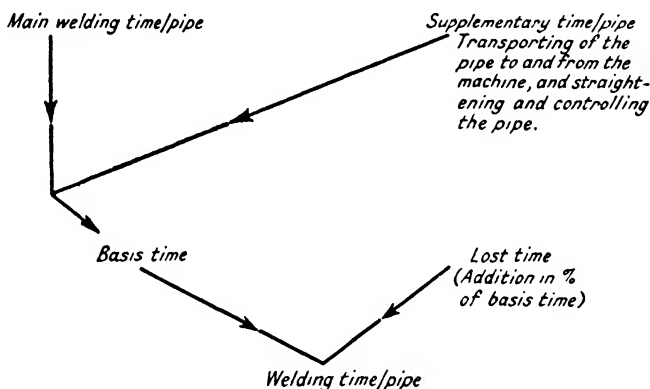 Main welding time/pipe
Supplementary time/pipe
Transporting of the
pipe to and from the
machine, and straight-
ening and controlling
the pipe.
Basis time
Lost time
(Addition in %
of basis time)
Welding time/pipe